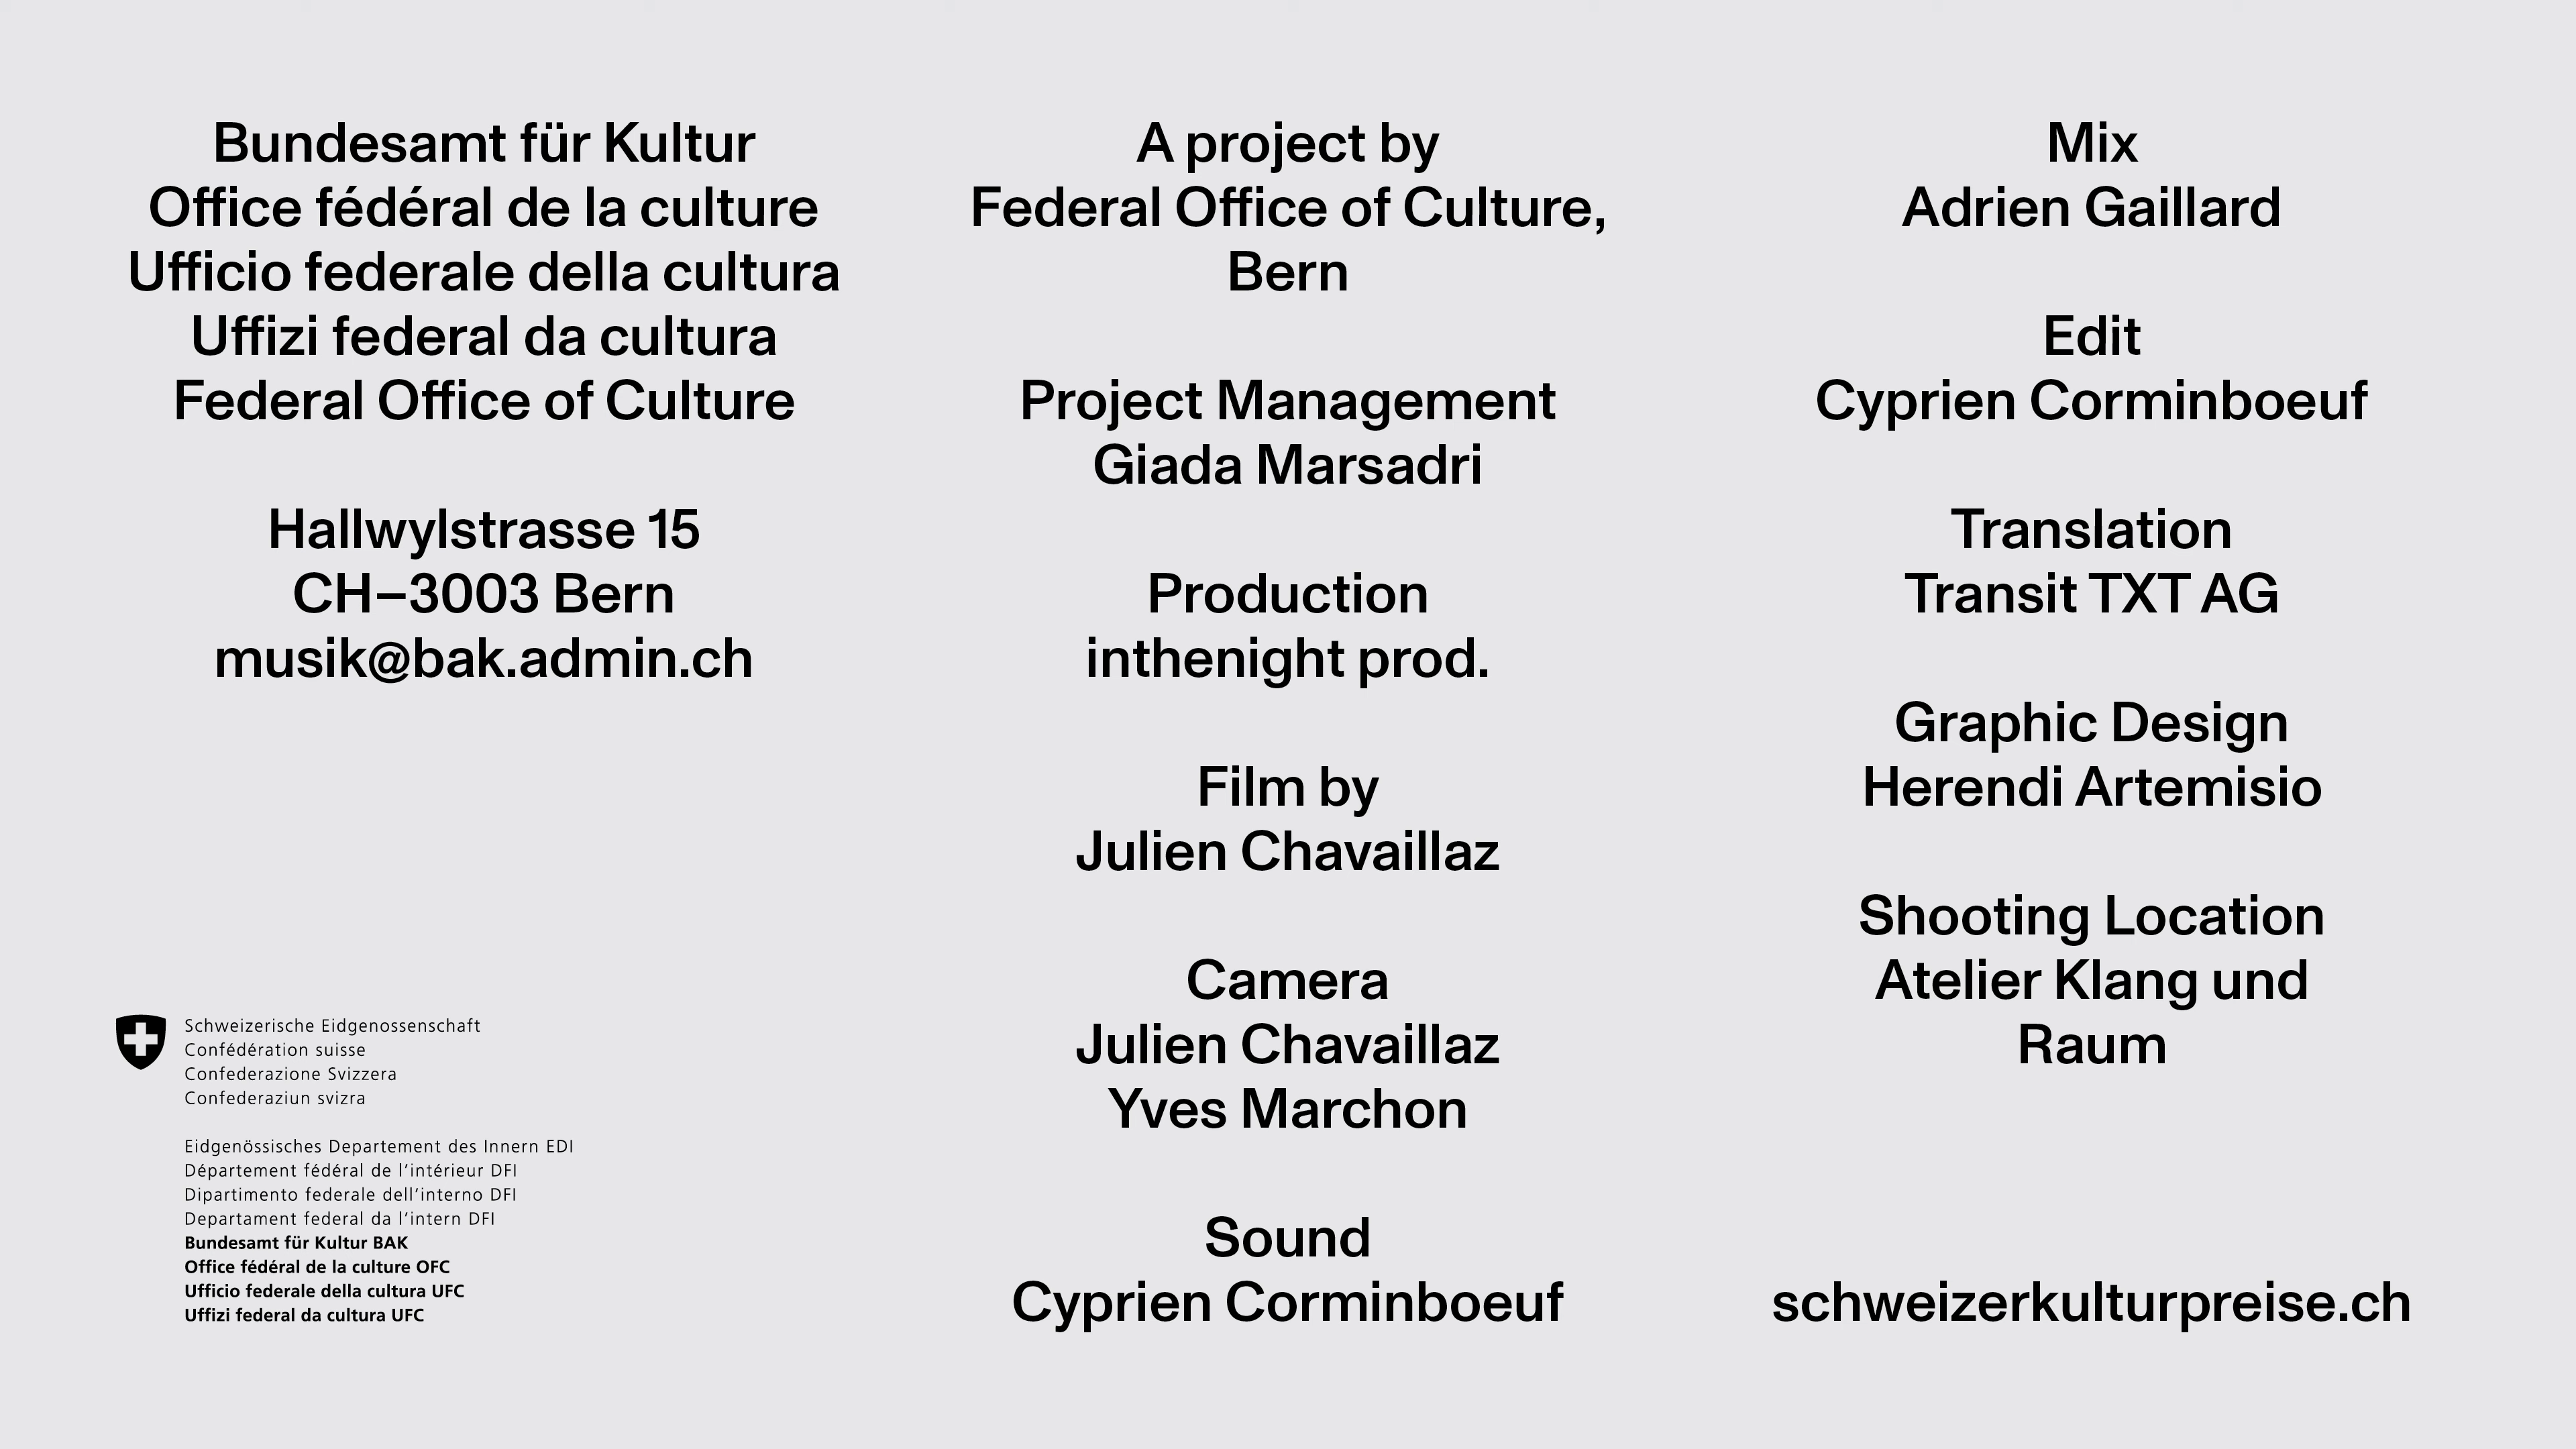 Bundesamt für Kultur
Office fédéral de la culture
Ufficio federale della cultura
Uffizi federal da cultura
Federal Office of Culture
Hallwylstrasse 15
CH–3003 Bern
musik@bak.admin.ch
Schweizerische Eidgenossenschaft
Confédération suisse
Confederazione Svizzera
Confederaziun svizra
Eidgenössisches Departement des Innern EDI
Département fédéral de l’intérieur DFI
Dipartimento federale dell’interno DFI
Departament federal da l’intern DFI
Bundesamt für Kultur BAK
Office fédéral de la culture OFC
Ufficio federale della cultura UFC
Uffizi federal da cultura UFC
A project by
Federal Office of Culture,
Bern
Project Management
Giada Marsadri
Production
inthenight prod.
Film by
Julien Chavaillaz
Camera
Julien Chavaillaz
Yves Marchon
Sound
Cyprien Corminboeuf
Mix
Adrien Gaillard
Edit
Cyprien Corminboeuf
Translation
Transit TXT AG
Graphic Design
Herendi Artemisio
Shooting Location
Atelier Klang und
Raum
schweizerkulturpreise.ch